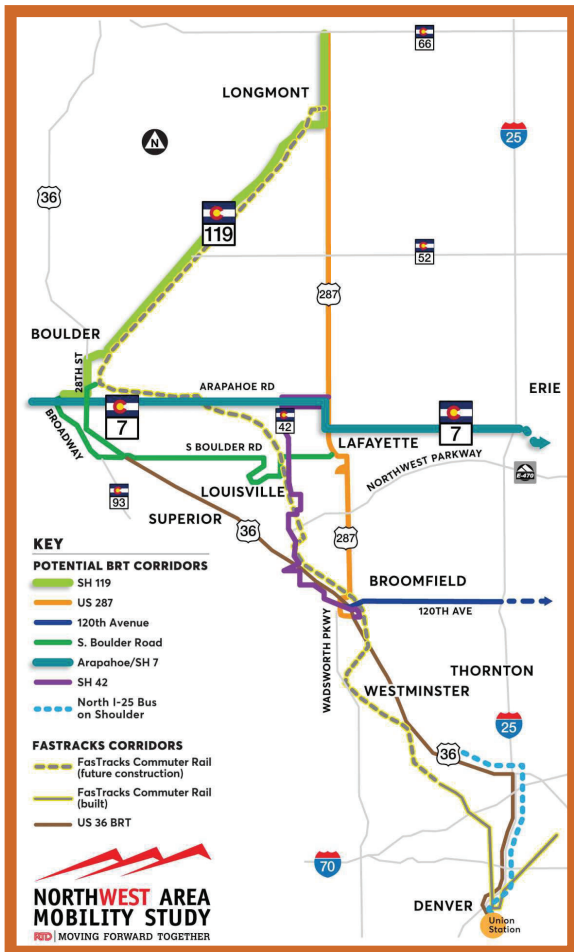 66
LONGMONT
N
25
36
119
52
287
BOULDER
28TH ST
ARAPAHOE RD
ERIE
7
42
7
BROADWAY
S BOULDER RD
LAFAYETTE
NORTHWEST PARKWAY
E-470
LOUISVILLE
93
SUPERIOR
36
287
KEY
POTENTIAL BRT CORRIDORS
SH 119
US 287
120th Avenue
S. Boulder Road
Arapahoe/SH 7
SH 42
North I-25 Bus
on Shoulder
FASTRACKS CORRIDORS
FasTracks Commuter Rail
(future construction)
FasTracks Commuter Rail
(built)
US 36 BRT
BROOMFIELD
120TH AVE
WADSWORTH PKWY
THORNTON
WESTMINSTER
25
36
70
DENVER
Union
Station
NORTHWEST AREA
MOBILITY STUDY
RTD | MOVING FORWARD TOGETHER